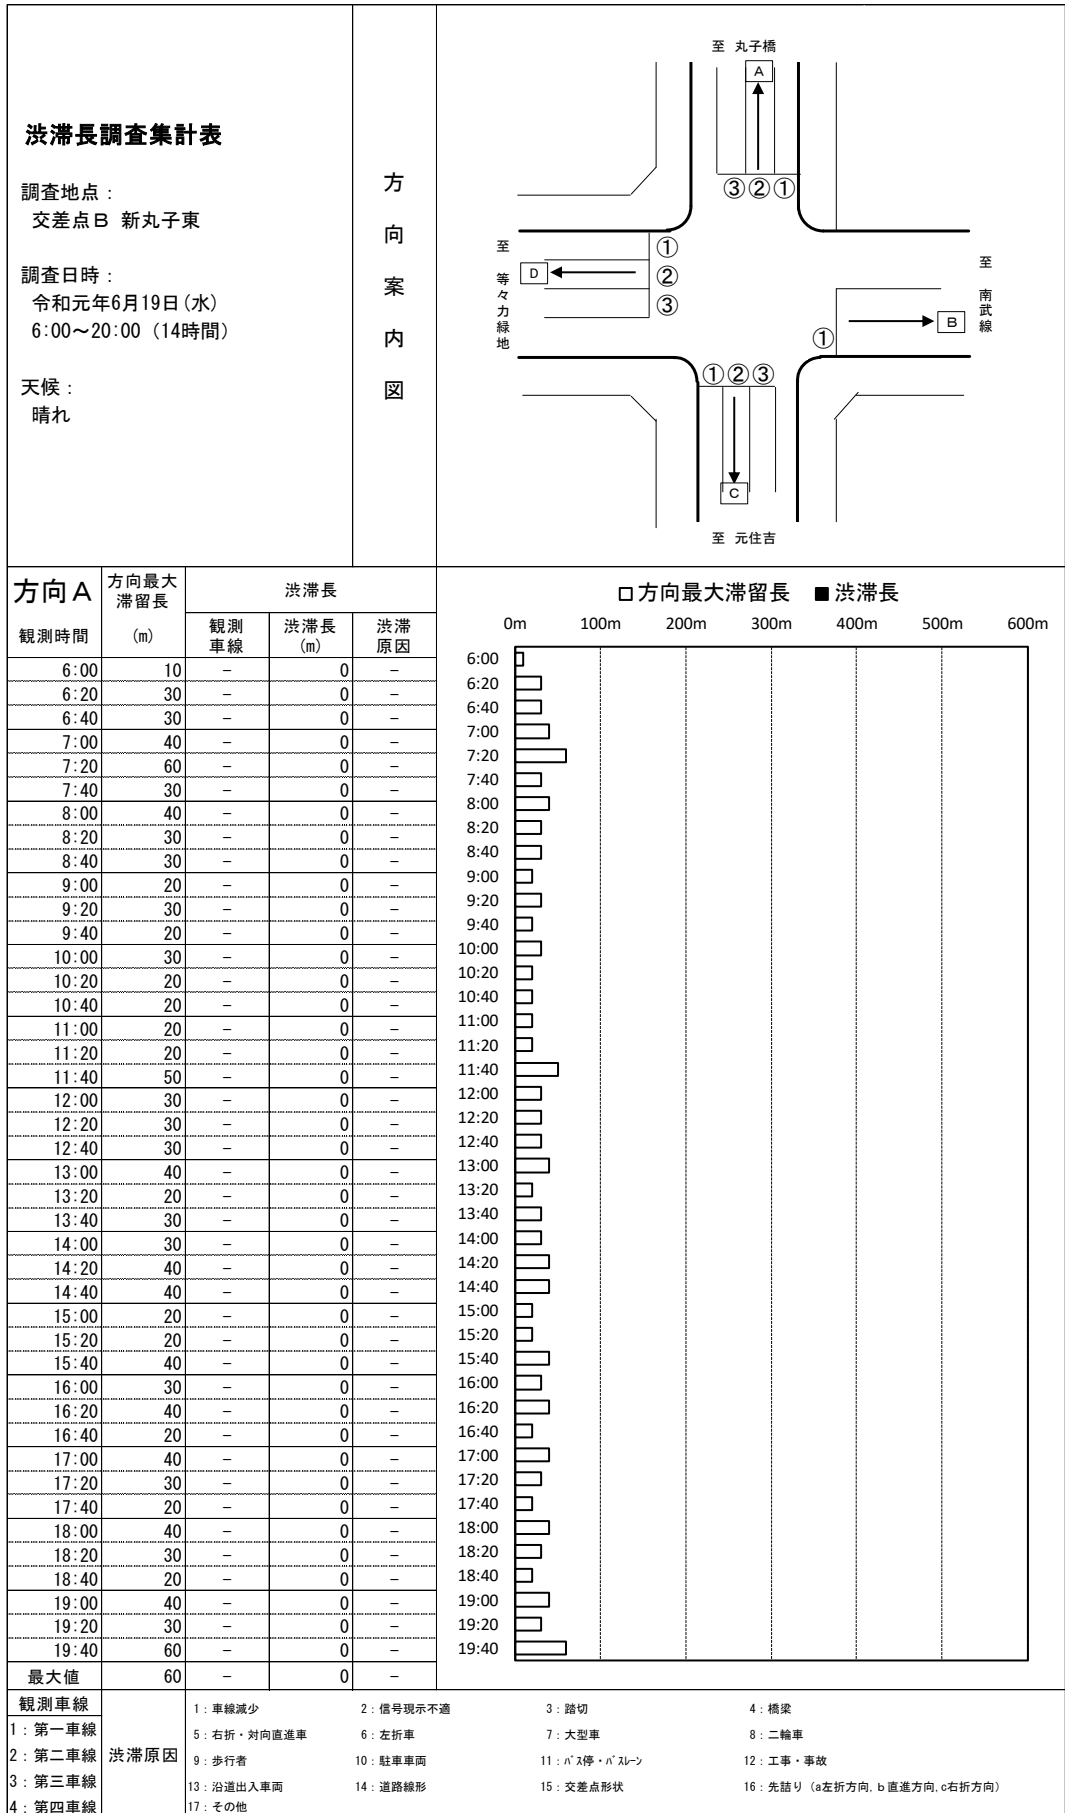 渋滞長調査集計表
調査地点：
交差点Ｂ 新丸子東
調査日時：
令和元年6月19日(水)
6:00～20:00 (14時間)
天候：
晴れ
方
向
案
内
図
至 丸子橋
A
③②①
至 等々力緑地
D
①
②
③
至 南武線
①
B
①②③
C
至 元住吉
方向Ａ
方向最大
滞留長
渋滞長
観測時間
(m)
観測
車線
渋滞長
(m)
渋滞
原因
6:00 10 － 0 －
6:20 30 － 0 －
6:40 30 － 0 －
7:00 40 － 0 －
7:20 60 － 0 －
7:40 30 － 0 －
8:00 40 － 0 －
8:20 30 － 0 －
8:40 30 － 0 －
9:00 20 － 0 －
9:20 30 － 0 －
9:40 20 － 0 －
10:00 30 － 0 －
10:20 20 － 0 －
10:40 20 － 0 －
11:00 20 － 0 －
11:20 20 － 0 －
11:40 50 － 0 －
12:00 30 － 0 －
12:20 30 － 0 －
12:40 30 － 0 －
13:00 40 － 0 －
13:20 20 － 0 －
13:40 30 － 0 －
14:00 30 － 0 －
14:20 40 － 0 －
14:40 40 － 0 －
15:00 20 － 0 －
15:20 20 － 0 －
15:40 40 － 0 －
16:00 30 － 0 －
16:20 40 － 0 －
16:40 20 － 0 －
17:00 40 － 0 －
17:20 30 － 0 －
17:40 20 － 0 －
18:00 40 － 0 －
18:20 30 － 0 －
18:40 20 － 0 －
19:00 40 － 0 －
19:20 30 － 0 －
19:40 60 － 0 －
最大値 60 － 0 －
□方向最大滞留長 ■渋滞長
0m 100m 200m 300m 400m 500m 600m
6:00
6:20
6:40
7:00
7:20
7:40
8:00
8:20
8:40
9:00
9:20
9:40
10:00
10:20
10:40
11:00
11:20
11:40
12:00
12:20
12:40
13:00
13:20
13:40
14:00
14:20
14:40
15:00
15:20
15:40
16:00
16:20
16:40
17:00
17:20
17:40
18:00
18:20
18:40
19:00
19:20
19:40
観測車線
1：第一車線
2：第二車線
3：第三車線
4：第四車線
渋滞原因
1：車線減少 2：信号現示不適 3：踏切 4：橋梁
5：右折・対向直進車 6：左折車 7：大型車 8：二輪車
9：歩行者 10：駐車車両 11：ﾊﾞｽ停・ﾊﾞｽﾚｰﾝ 12：工事・事故
13：沿道出入車両 14：道路線形 15：交差点形状 16：先詰り（a左折方向,ｂ直進方向,c右折方向）
17：その他